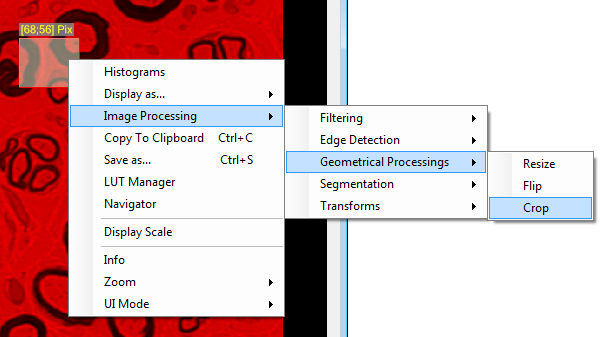 [68;56] Pix
Histograms
Display as...
Image Processing
Copy To Clipboard Ctrl+C
Save as... Ctrl+S
LUT Manager
Navigator
Display Scale
Info
Zoom
UI Mode
Filtering
Edge Detection
Geometrical Processings
Segmentation
Transforms
Resize
Flip
Crop